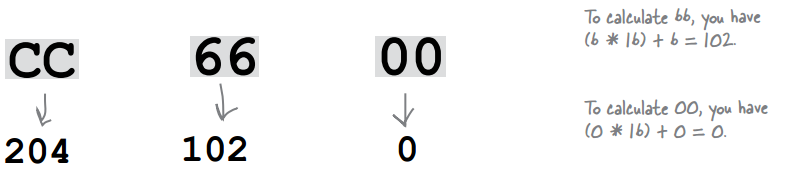 CC 66 00
204 102 0
To calculate 66, you have
(6 * 16) + 6 = 102.
To calculate 00, you have
(0 * 16) + 0 = 0.